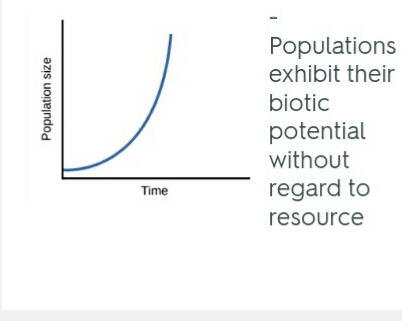 Population size
Time
-
Populations
exhibit their
biotic
potential
without
regard to
resource